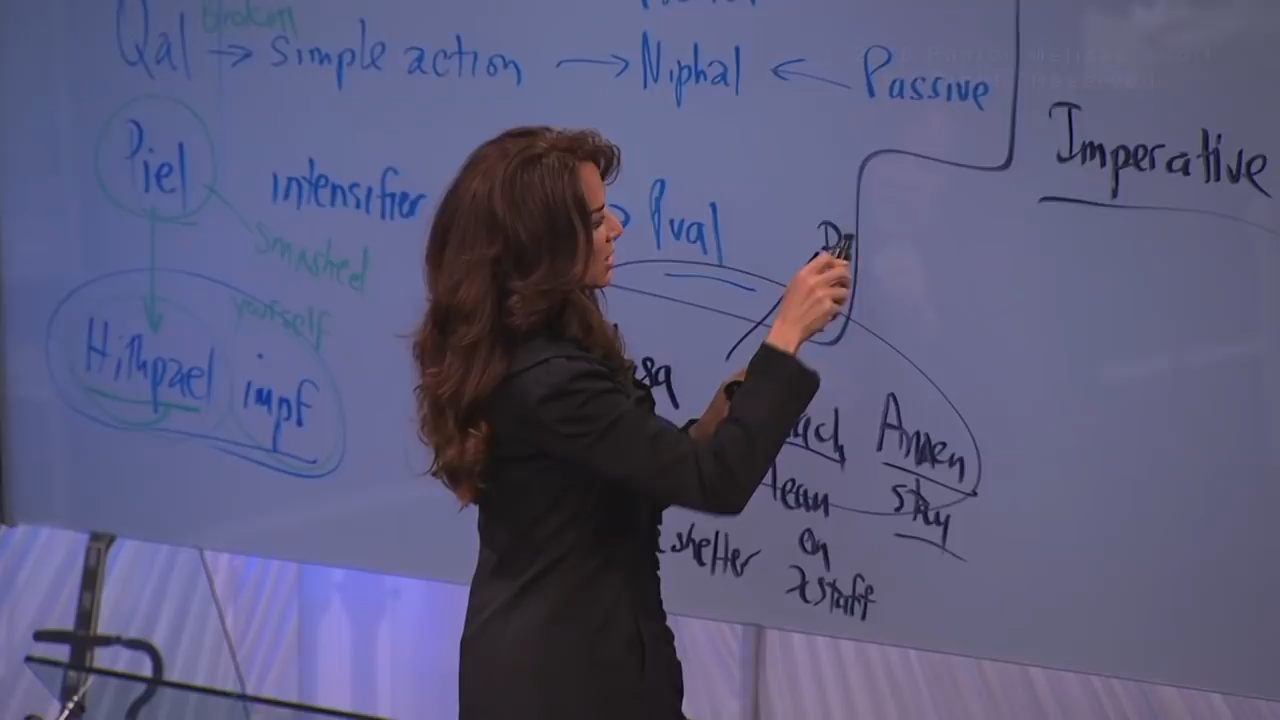 Broken
Qal → simple action → Niphal ← Passive
Imperative
Piel intensifier Pual
smashed
yourself
Hithpael impf
Amen
lean stay
shelter on
staff